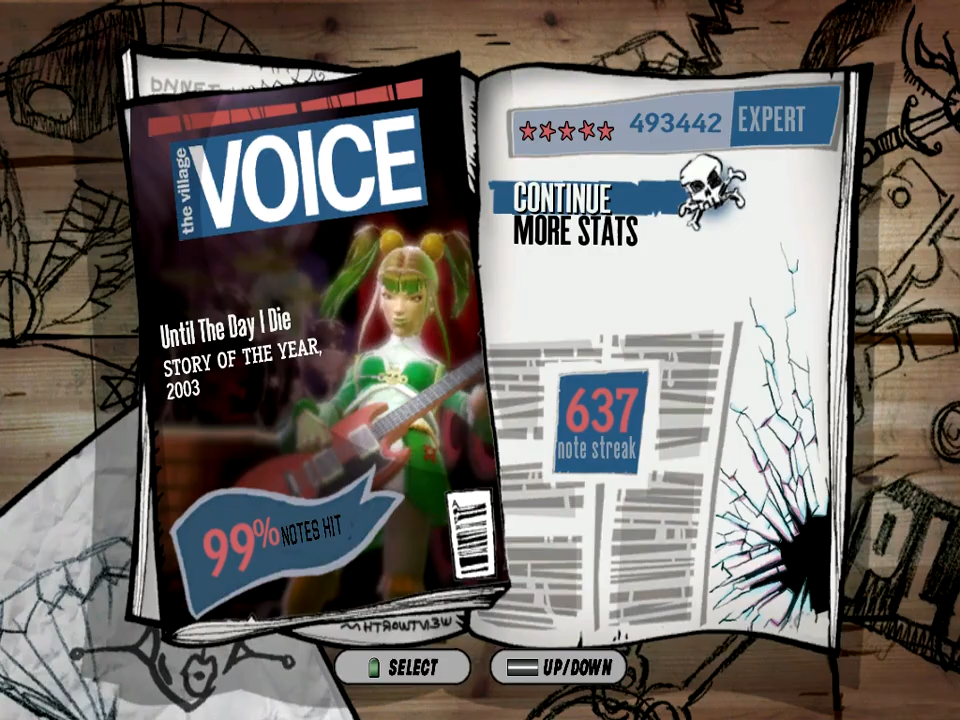 the village
VOICE
Until The Day I Die
STORY OF THE YEAR,
2003
99% NOTES HIT
493442 EXPERT
CONTINUE
MORE STATS
637
note streak
SELECT
UP/DOWN